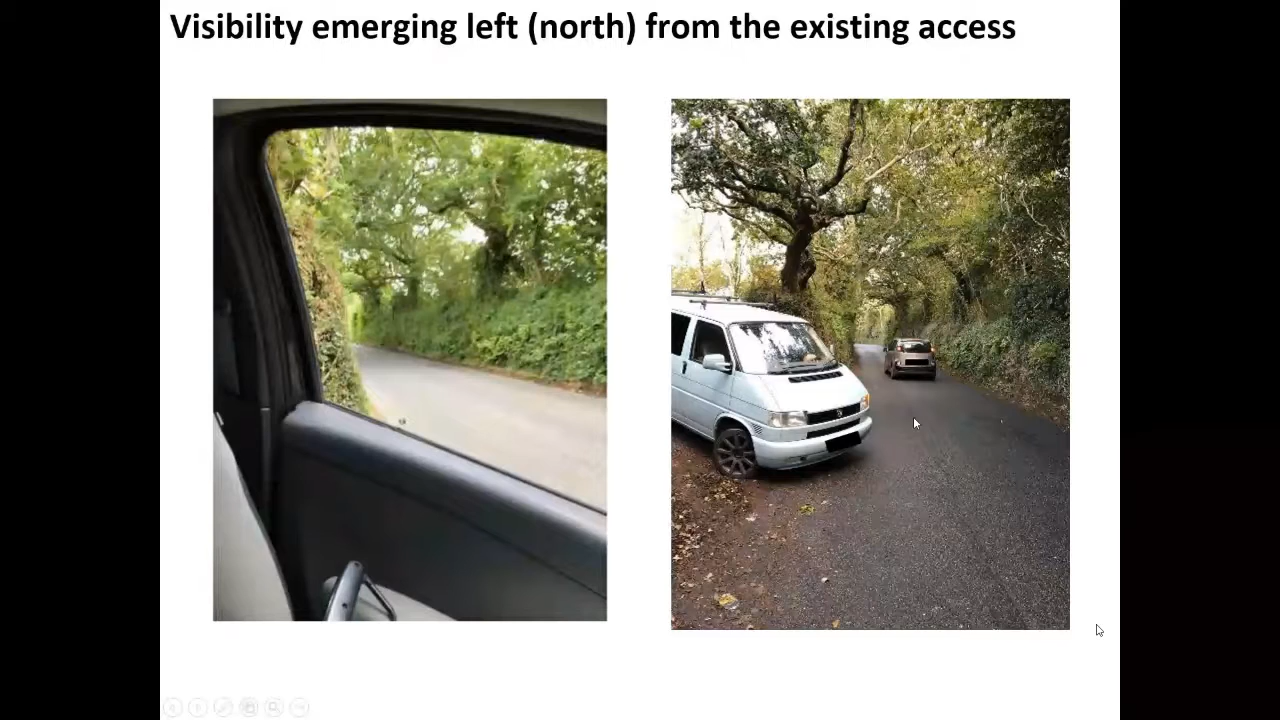 Visibility emerging left (north) from the existing access